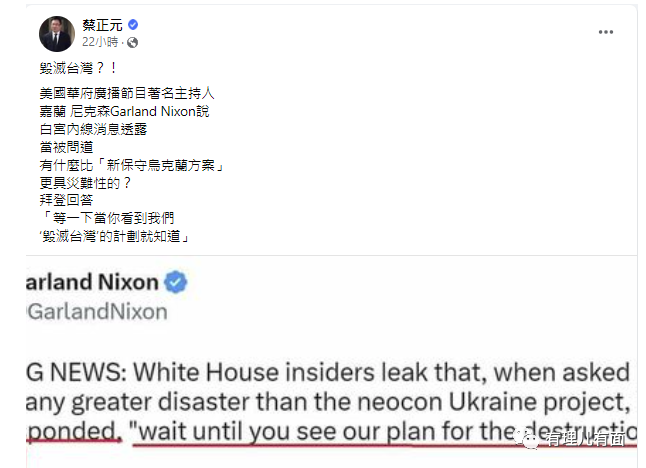 蔡正元
22小時 ·
毀滅台灣？！
美國華府廣播節目著名主持人
嘉蘭 尼克森Garland Nixon說
白宮內線消息透露
當被問道
有什麼比「新保守烏克蘭方案」
更具災難性的？
拜登回答
「等一下當你看到我們
‘毀滅台灣’的計劃就知道」
arland Nixon
GarlandNixon
G NEWS: White House insiders leak that, when asked
any greater disaster than the neocon Ukraine project,
ponded, "wait until you see our plan for the destructio
有理儿有面